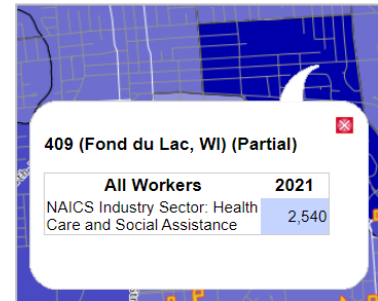 409 (Fond du Lac, WI) (Partial)
All Workers 2021
NAICS Industry Sector: Health
Care and Social Assistance 2,540